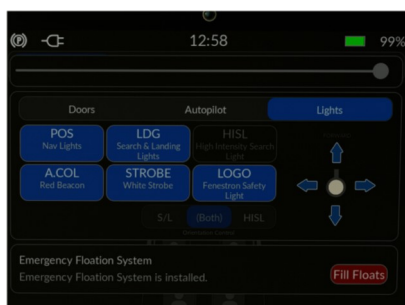 12:58
99%
Doors
Autopilot
Lights
POS
Nav Lights
LDG
Search & Landing
Lights
HISL
High Intensity Search
Light
A.COL
Red Beacon
STROBE
White Strobe
LOGO
Fenestron Safety
Light
S/L
(Both)
HISL
Emergency Floation System
Emergency Floation System is installed.
Fill Floats